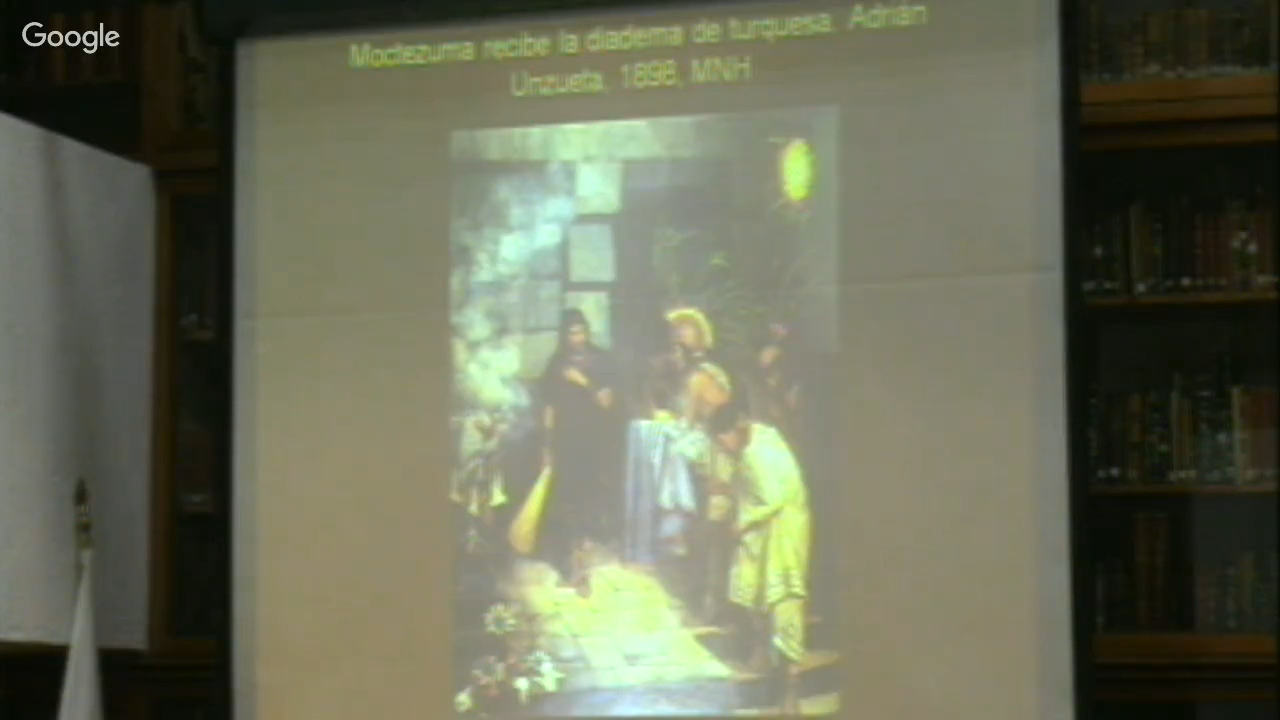 Google
Moctezuma recibe la diadema de turquesa. Adrián
Unzueta, 1898, MNH